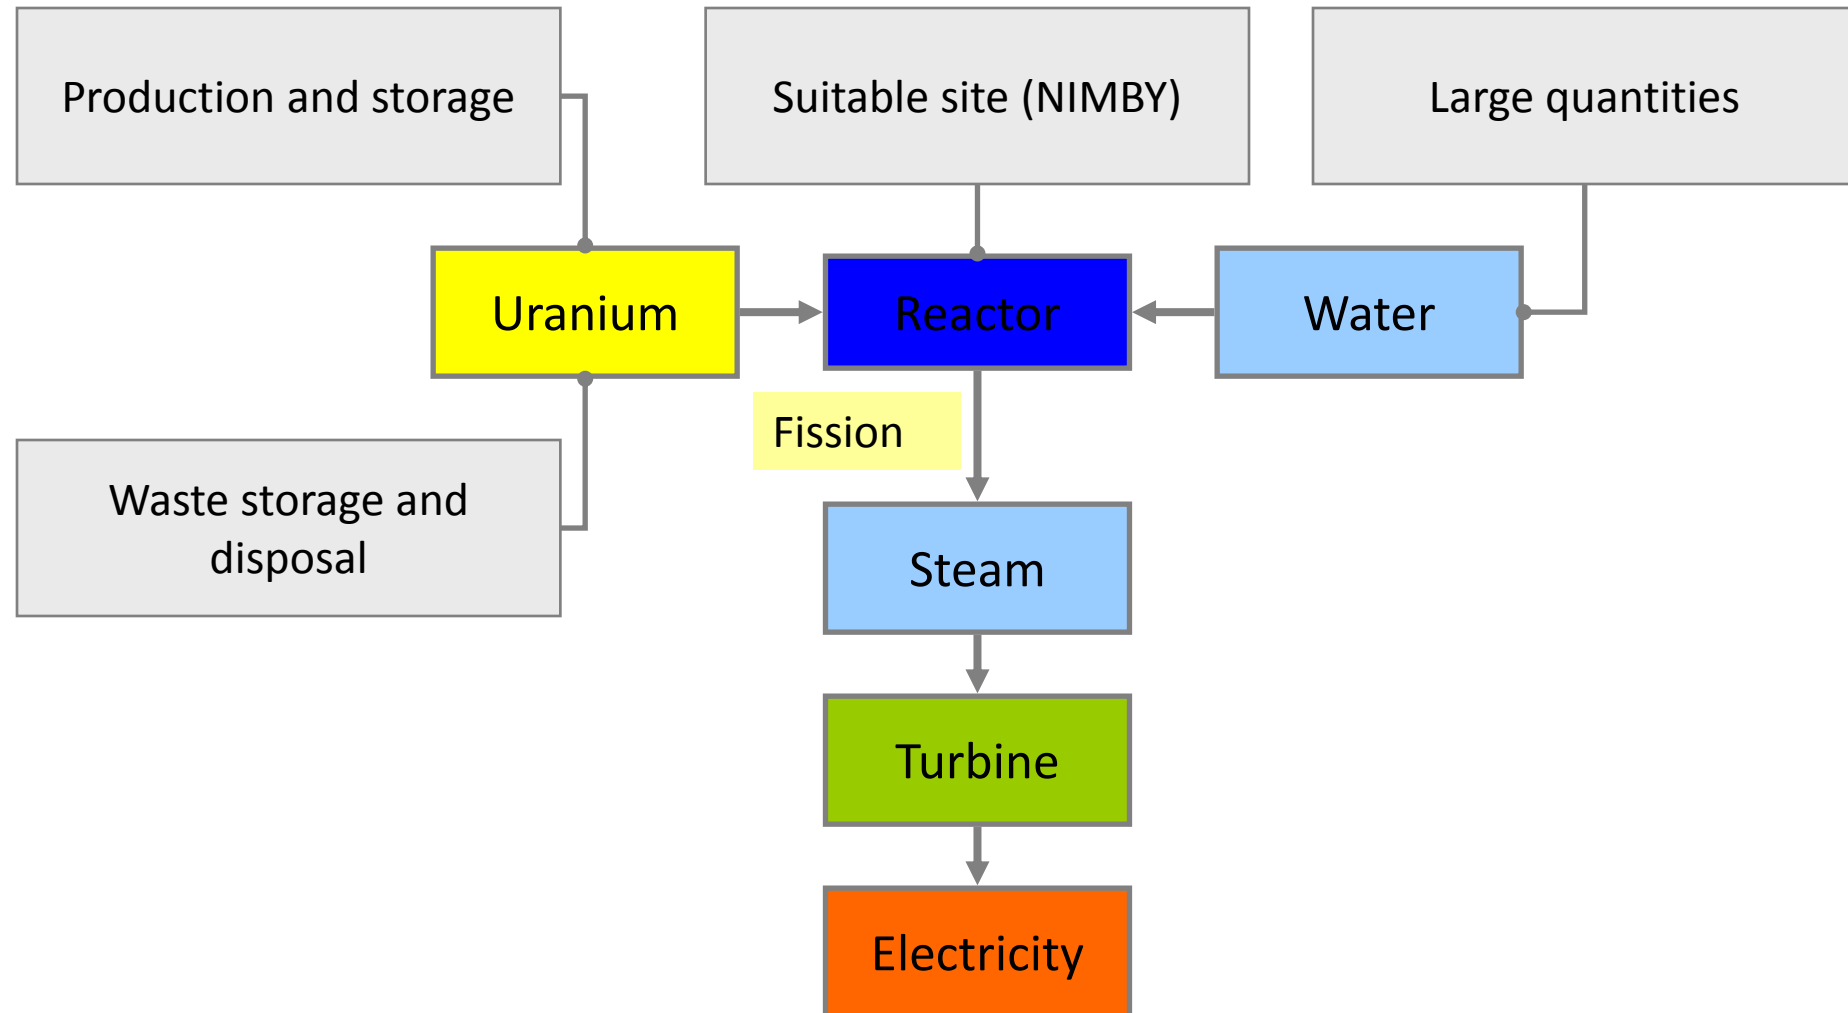 Production and storage
Suitable site (NIMBY)
Large quantities
Uranium
Reactor
Water
Fission
Waste storage and
disposal
Steam
Turbine
Electricity